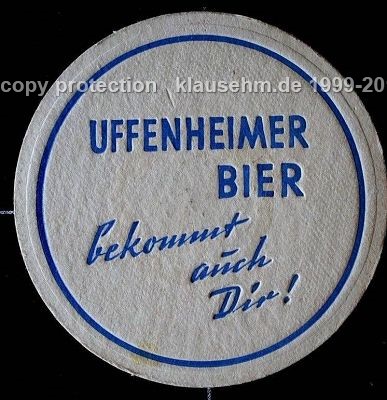 copy protection klausehm.de 1999-20
UFFENHEIMER
BIER
bekommt
auch
Dir!